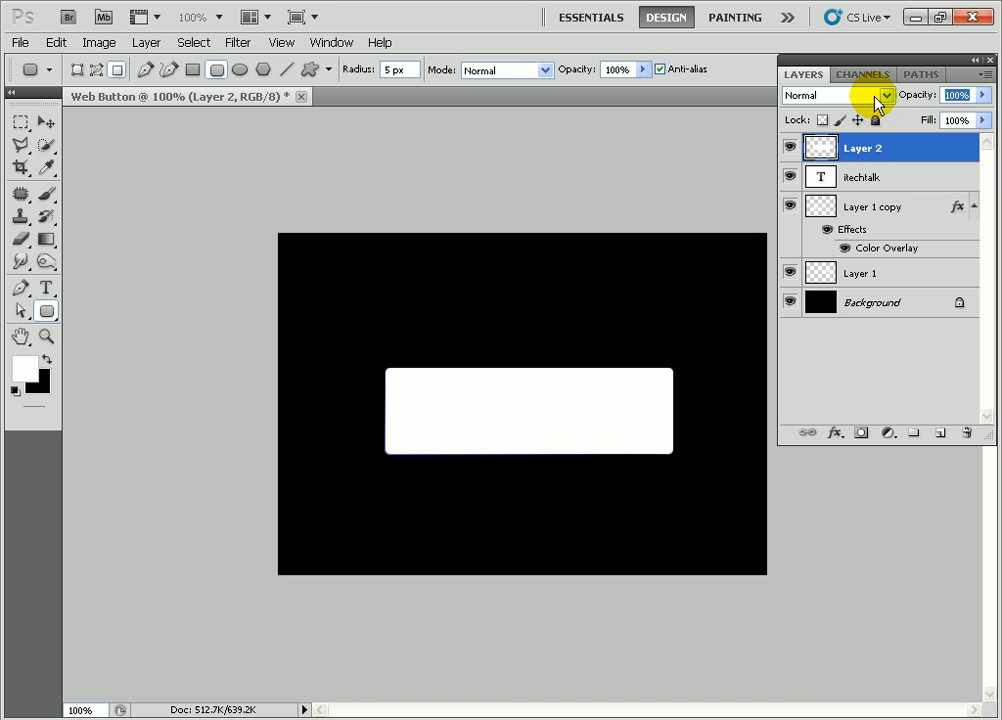 Ps Br Mb 100% ESSENTIALS DESIGN PAINTING CS Live
File Edit Image Layer Select Filter View Window Help
Radius: 5 px Mode: Normal Opacity: 100% Anti-alias
LAYERS CHANNELS PATHS
Web Button @ 100% (Layer 2, RGB/8) *
Normal Opacity: 100%
Lock: Fill: 100%
Layer 2
T itechtalk
Layer 1 copy fx
Effects
Color Overlay
Layer 1
Background
fx
T
100% Doc: 512.7K/639.2K